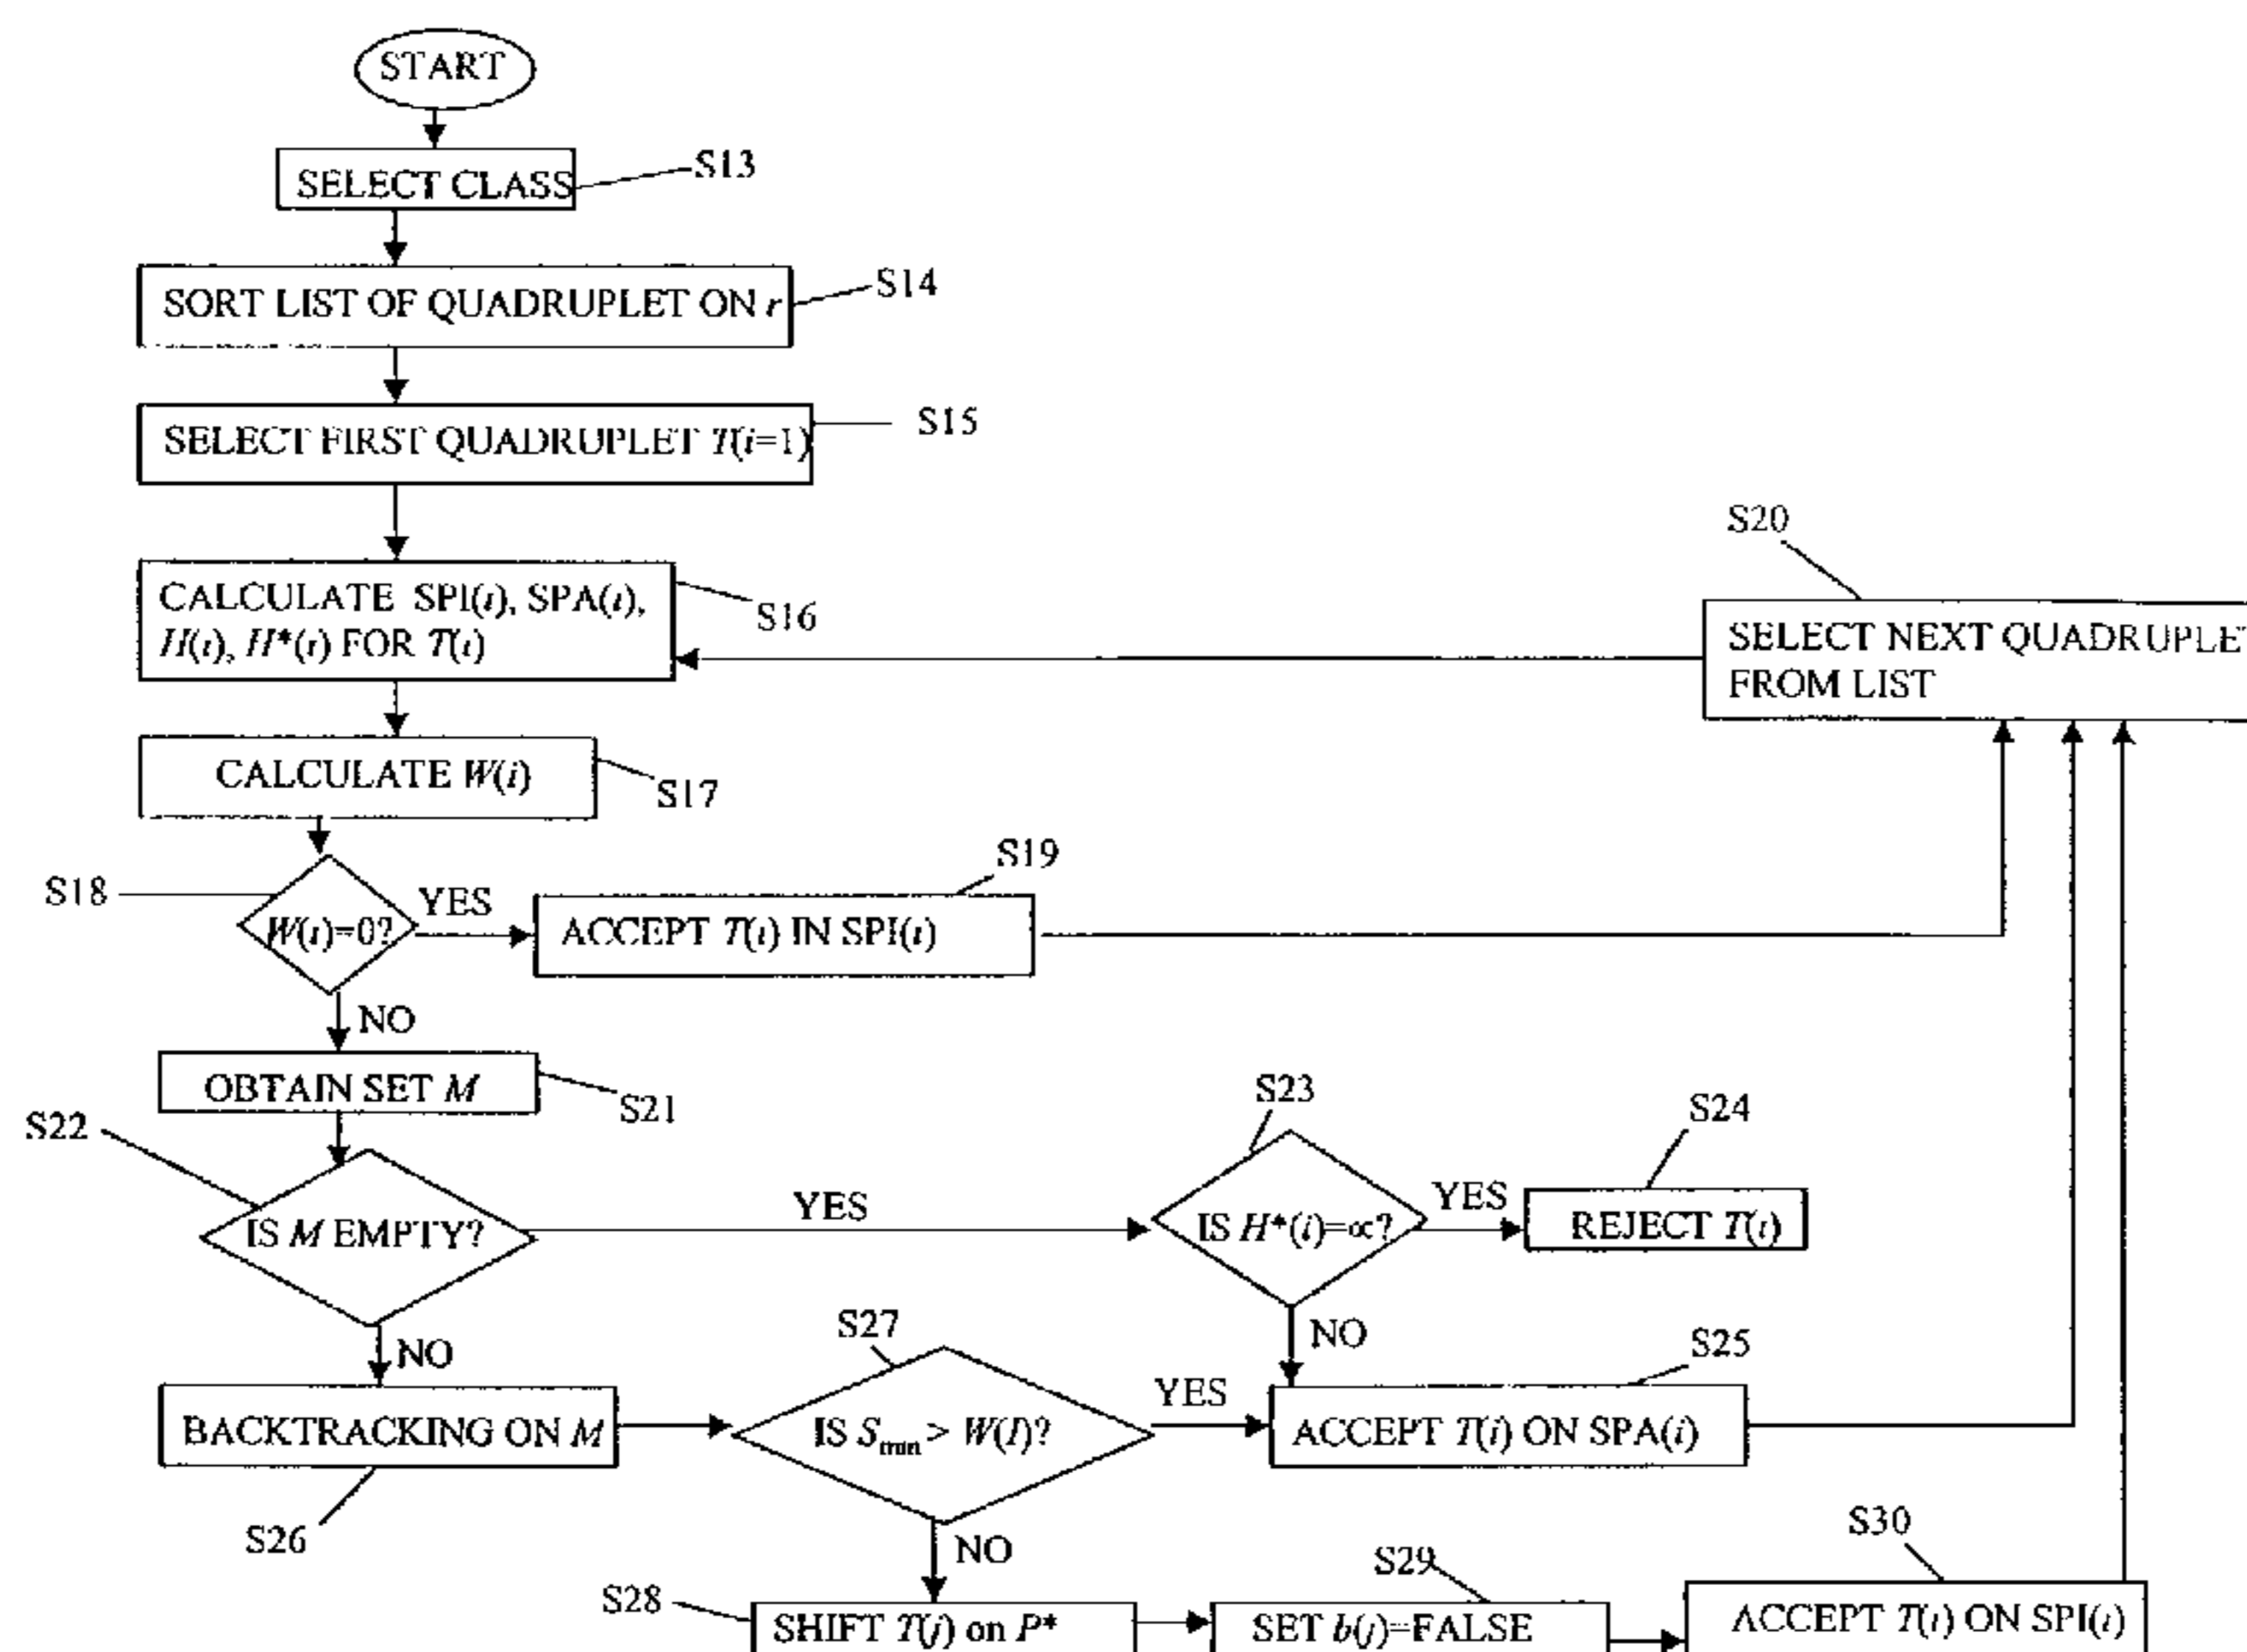 START
SELECT CLASS
S13
SORT LIST OF QUADRUPLET ON r
S14
SELECT FIRST QUADRUPLET T(i=1)
S15
CALCULATE SPI(i), SPA(i),
H(i), H*(i) FOR T(i)
S16
S20
SELECT NEXT QUADRUPLET
FROM LIST
CALCULATE W(i)
S17
S18
W(i)=0?
YES
S19
ACCEPT T(i) IN SPI(i)
NO
OBTAIN SET M
S21
S22
IS M EMPTY?
YES
S23
IS H*(i)=∝?
YES
S24
REJECT T(i)
NO
NO
S25
ACCEPT T(i) ON SPA(i)
BACKTRACKING ON M
S26
S27
IS Smin > W(I)?
YES
NO
S28
SHIFT T(j) on P*
S29
SET b(j)=FALSE
S30
ACCEPT T(i) ON SPI(i)